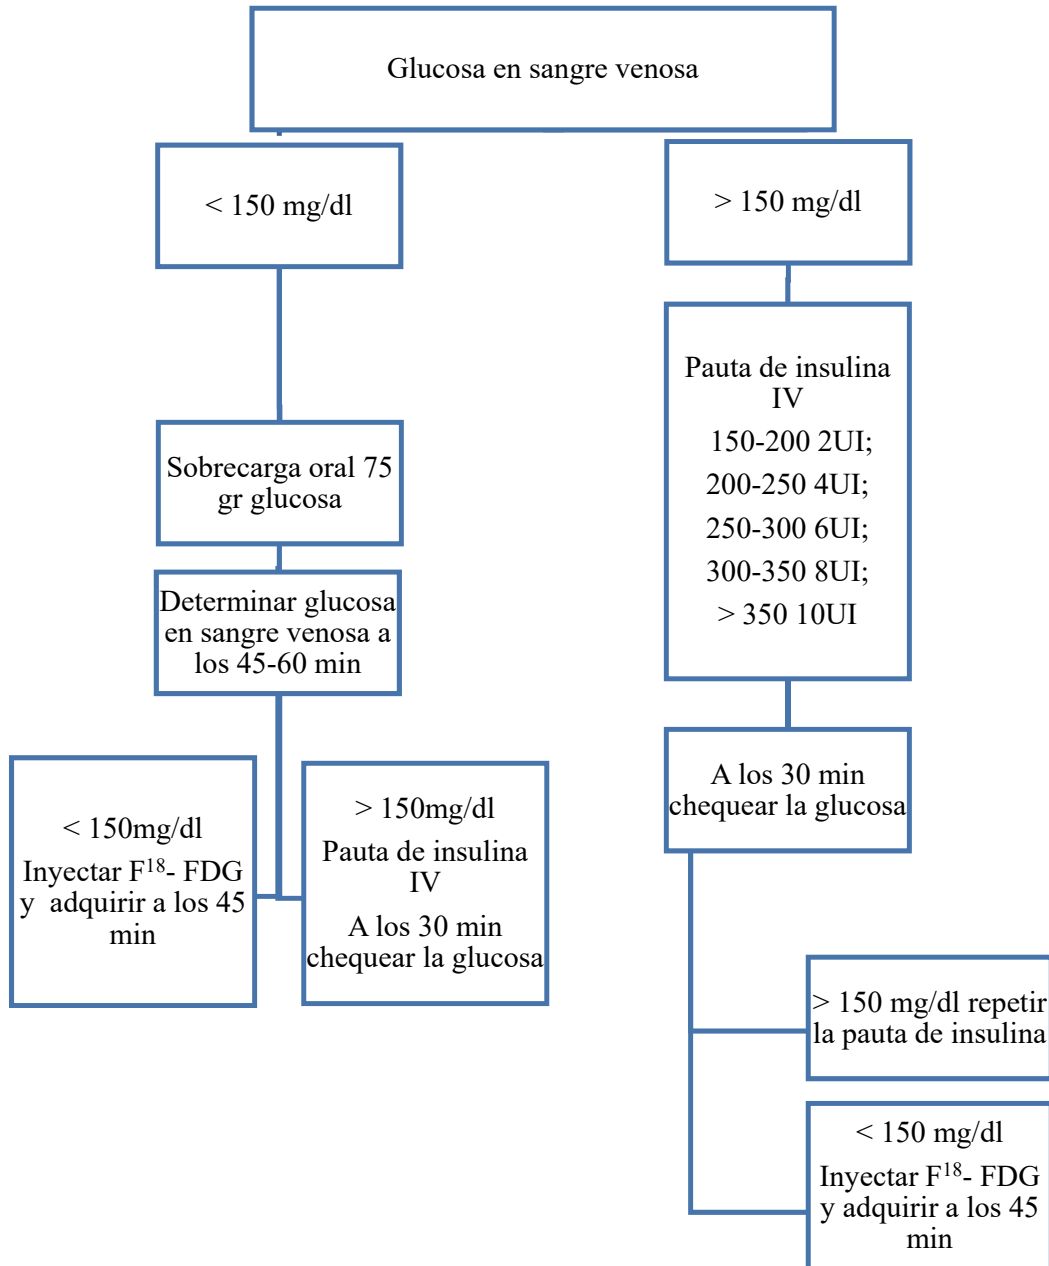 Glucosa en sangre venosa
< 150 mg/dl
> 150 mg/dl
Sobrecarga oral 75
gr glucosa
Determinar glucosa
en sangre venosa a
los 45-60 min
< 150mg/dl
Inyectar F¹⁸- FDG
y adquirir a los 45
min
> 150mg/dl
Pauta de insulina
IV
A los 30 min
chequear la glucosa
Pauta de insulina
IV
150-200 2UI;
200-250 4UI;
250-300 6UI;
300-350 8UI;
> 350 10UI
A los 30 min
chequear la glucosa
> 150 mg/dl repetir
la pauta de insulina
< 150 mg/dl
Inyectar F¹⁸- FDG
y adquirir a los 45
min